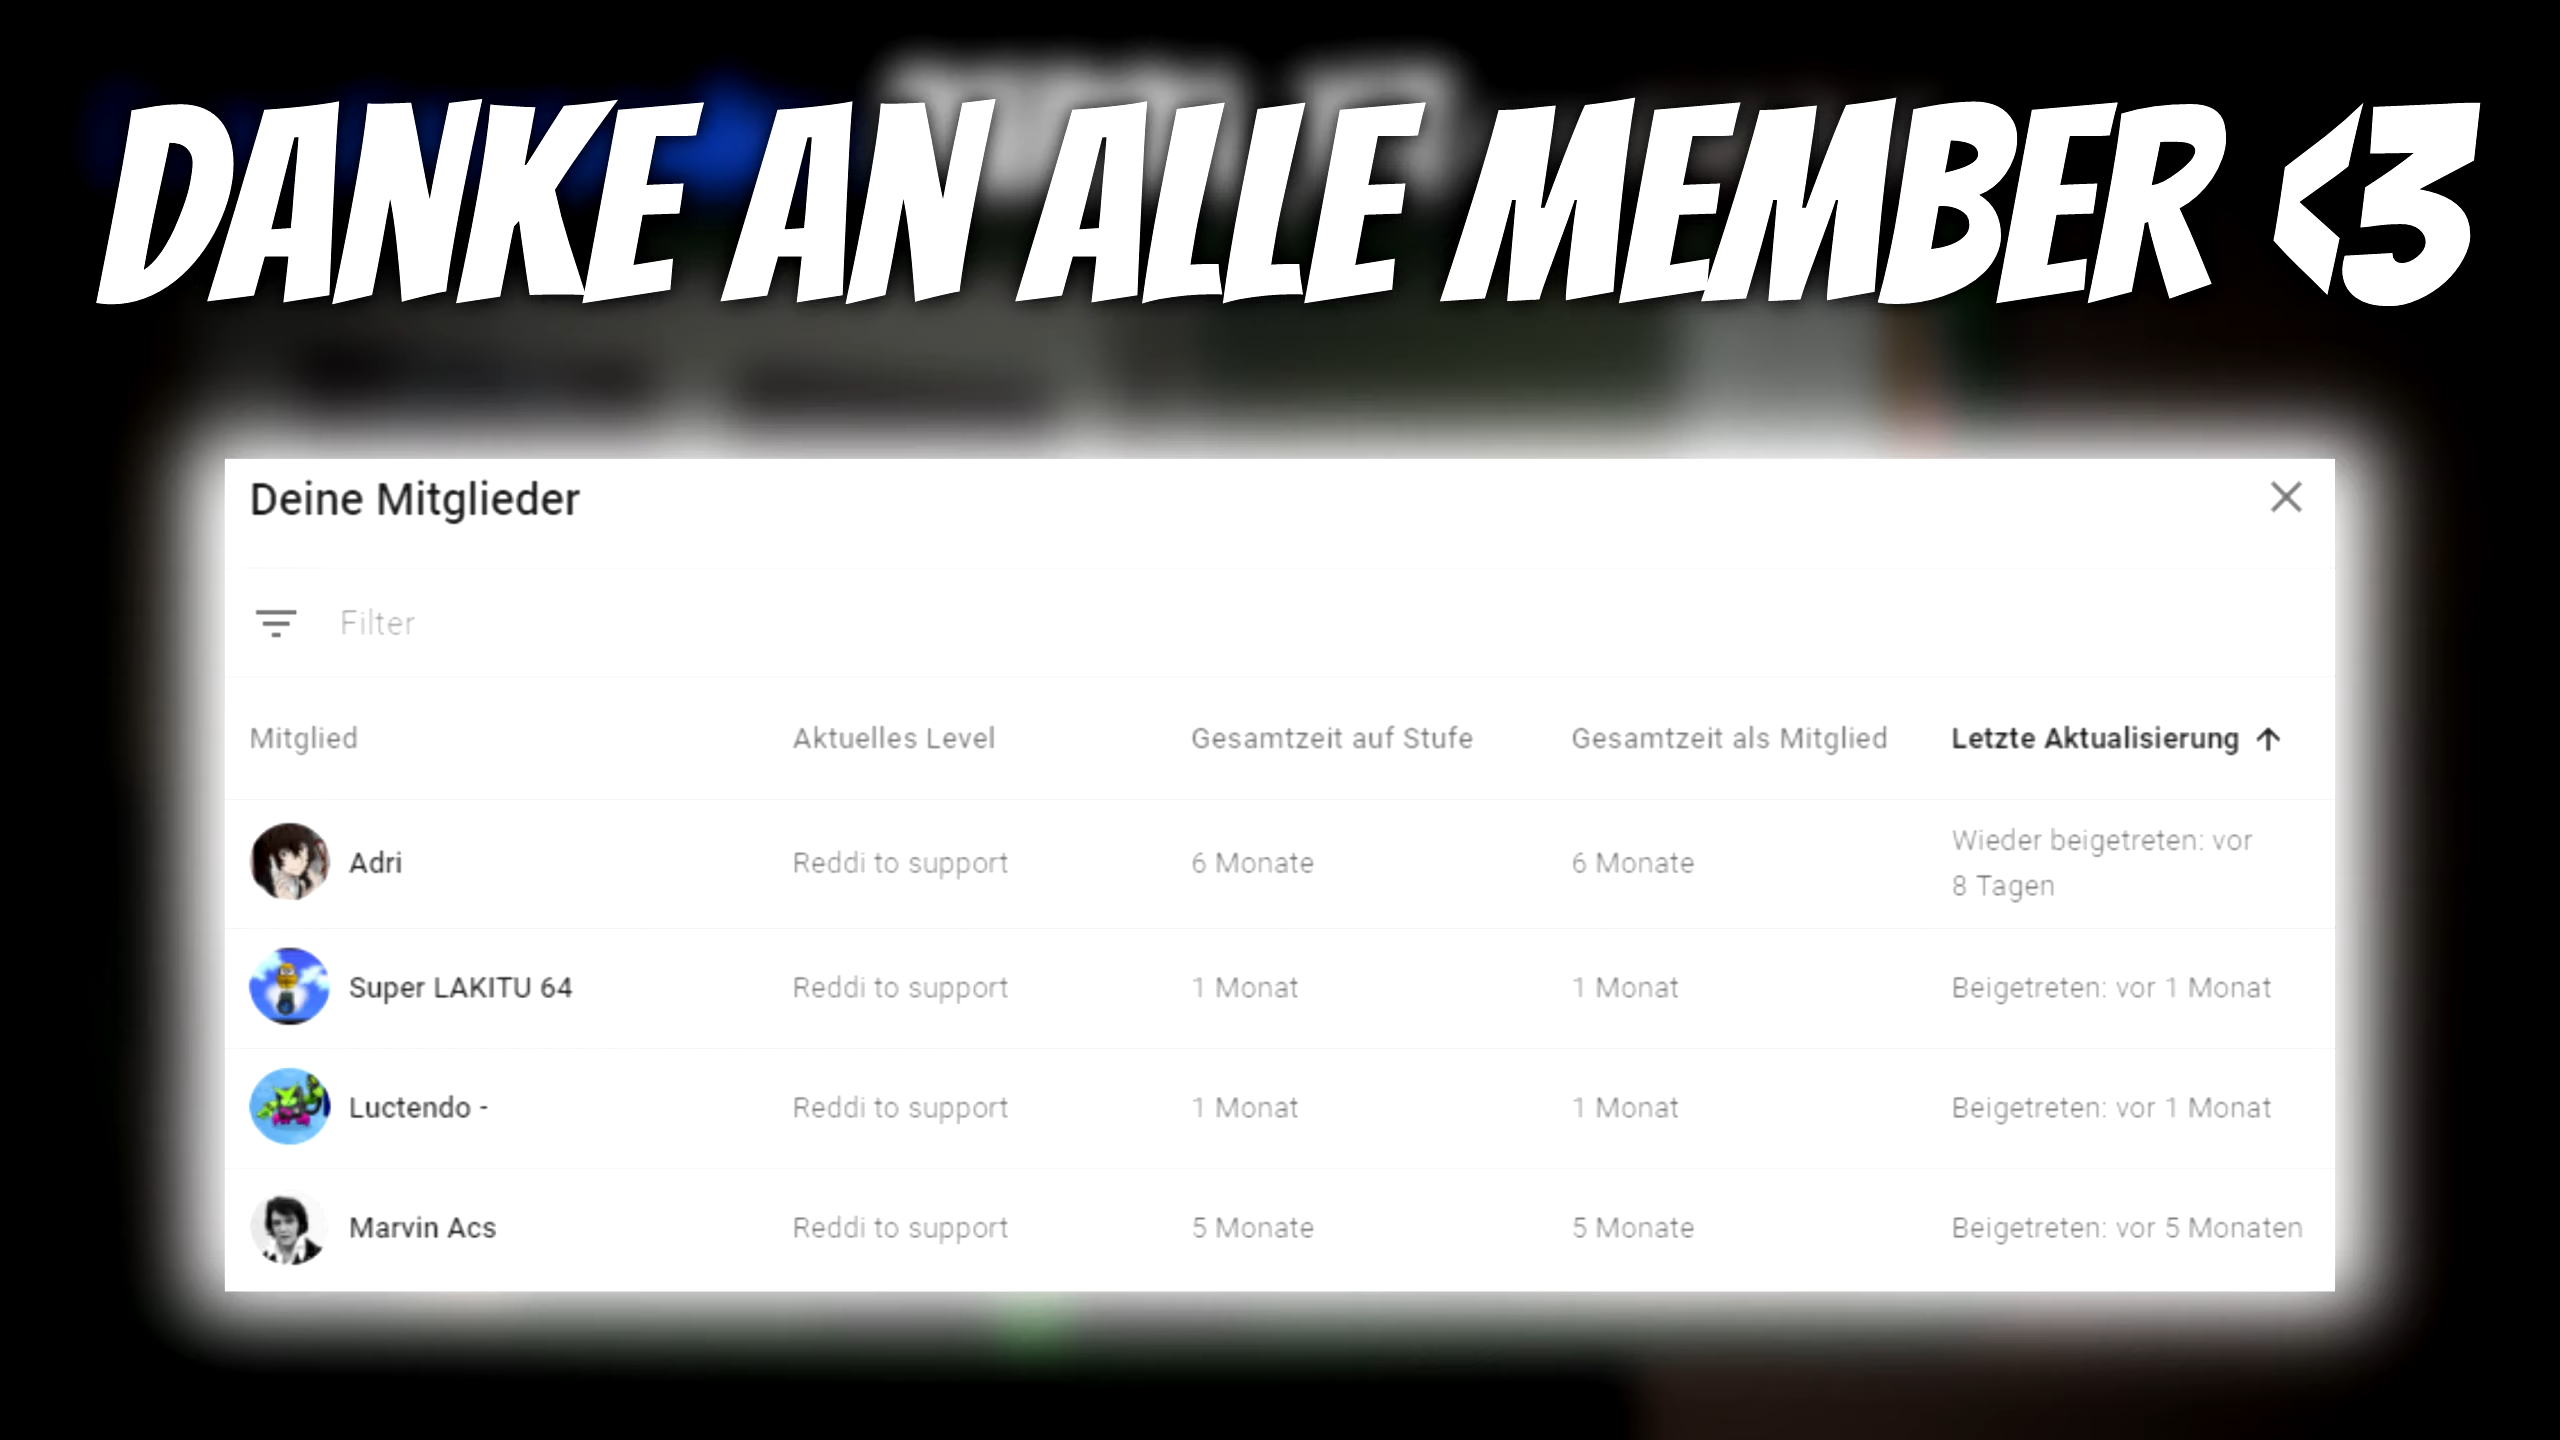 DANKE AN ALLE MEMBER <3
Deine Mitglieder
Filter
Mitglied Aktuelles Level Gesamtzeit auf Stufe Gesamtzeit als Mitglied Letzte Aktualisierung
Adri Reddi to support 6 Monate 6 Monate Wieder beigetreten: vor
8 Tagen
Super LAKITU 64 Reddi to support 1 Monat 1 Monat Beigetreten: vor 1 Monat
Luctendo - Reddi to support 1 Monat 1 Monat Beigetreten: vor 1 Monat
Marvin Acs Reddi to support 5 Monate 5 Monate Beigetreten: vor 5 Monaten